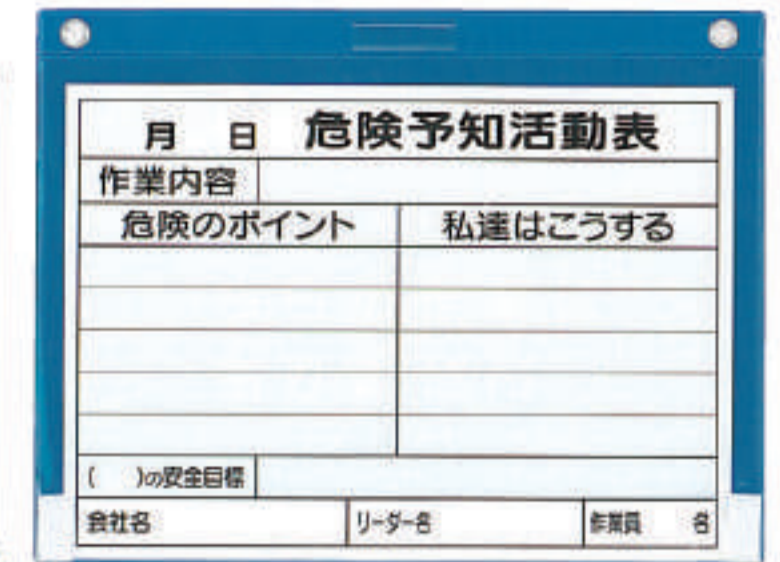 月 日 危険予知活動表
作業内容
危険のポイント 私達はこうする
( )の安全目標
会社名 リーダー名 作業員 名